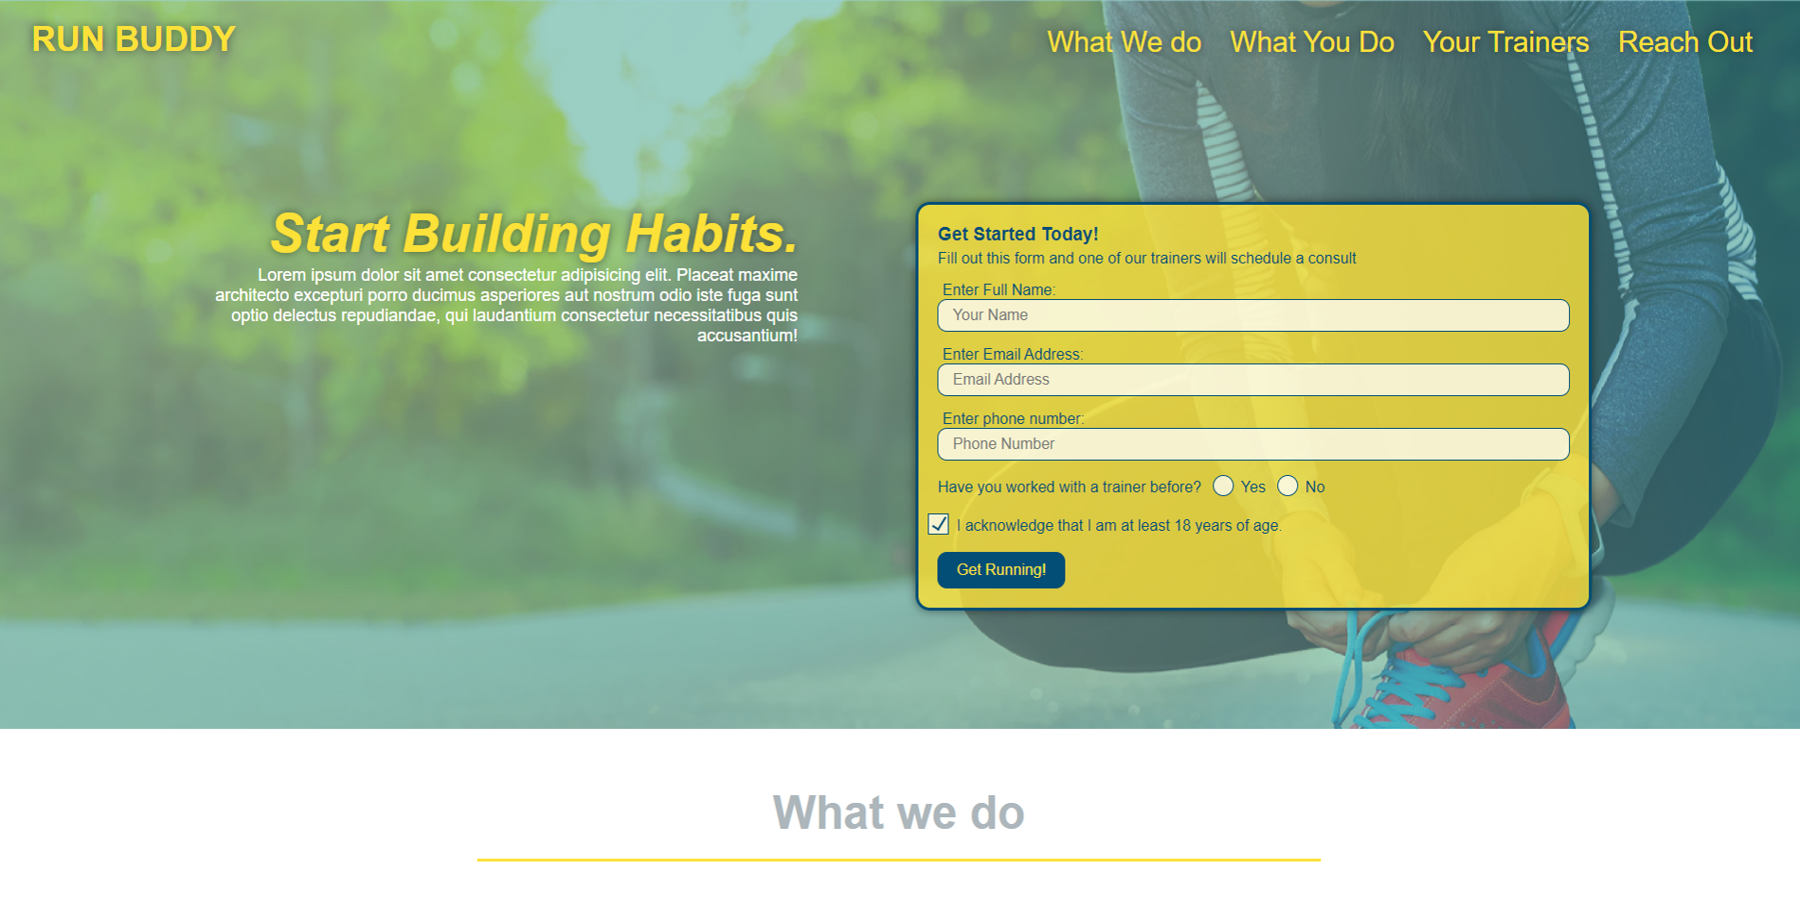 RUN BUDDY
What We do What You Do Your Trainers Reach Out
Start Building Habits.
Lorem ipsum dolor sit amet consectetur adipisicing elit. Placeat maxime
architecto excepturi porro ducimus asperiores aut nostrum odio iste fuga sunt
optio delectus repudiandae, qui laudantium consectetur necessitatibus quis
accusantium!
Get Started Today!
Fill out this form and one of our trainers will schedule a consult
Enter Full Name:
Your Name
Enter Email Address:
Email Address
Enter phone number:
Phone Number
Have you worked with a trainer before? Yes No
I acknowledge that I am at least 18 years of age.
Get Running!
What we do